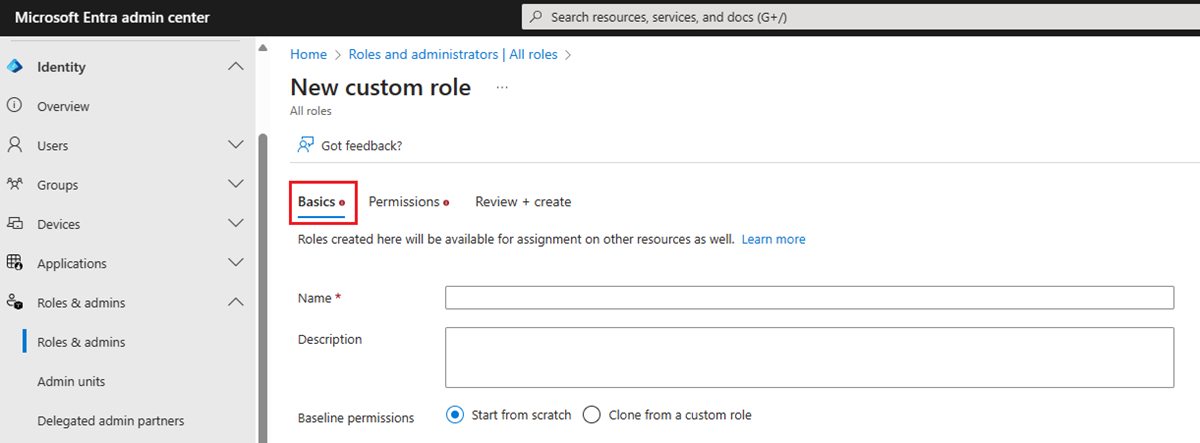 Microsoft Entra admin center
Search resources, services, and docs (G+/)
Identity
Overview
Users
Groups
Devices
Applications
Roles & admins
Roles & admins
Admin units
Delegated admin partners
Home > Roles and administrators | All roles >
New custom role ...
All roles
Got feedback?
Basics Permissions Review + create
Roles created here will be available for assignment on other resources as well. Learn more
Name *
Description
Baseline permissions Start from scratch Clone from a custom role